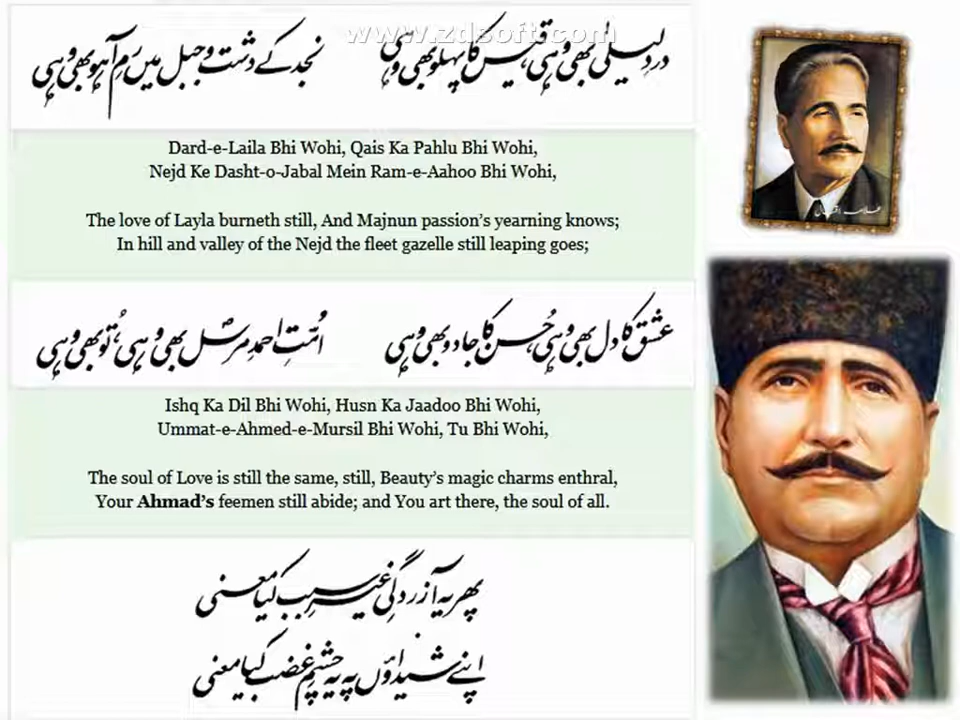 www.zdsoft.com
دردِ لیلیٰ بھی وہی، قیس کا پہلو بھی وہی
نجد کے دشت و جبل میں رمِ آہو بھی وہی
Dard-e-Laila Bhi Wohi, Qais Ka Pahlu Bhi Wohi,
Nejd Ke Dasht-o-Jabal Mein Ram-e-Aahoo Bhi Wohi,
The love of Layla burneth still, And Majnun passion's yearning knows;
In hill and valley of the Nejd the fleet gazelle still leaping goes;
عشق کا دل بھی وہی، حُسن کا جادو بھی وہی
اُمّتِ احمدِ مرسلؐ بھی وہی، تُو بھی وہی
Ishq Ka Dil Bhi Wohi, Husn Ka Jaadoo Bhi Wohi,
Ummat-e-Ahmed-e-Mursil Bhi Wohi, Tu Bhi Wohi,
The soul of Love is still the same, still, Beauty's magic charms enthral,
Your Ahmad's feemen still abide; and You art there, the soul of all.
پھر یہ آزردگیِ غیرِ سبب کیا معنی
اپنے شیداؤں پہ یہ چشمِ غضب کیا معنی
علامہ اقبال